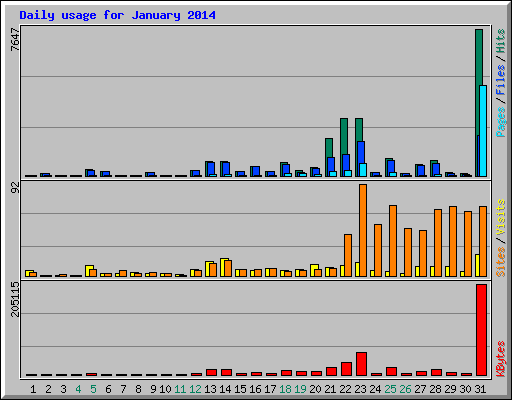 Daily usage for January 2014
7647
Pages / Files / Hits
92
Sites / Visits
205115
KBytes
1 2 3 4 5 6 7 8 9 10 11 12 13 14 15 16 17 18 19 20 21 22 23 24 25 26 27 28 29 30 31